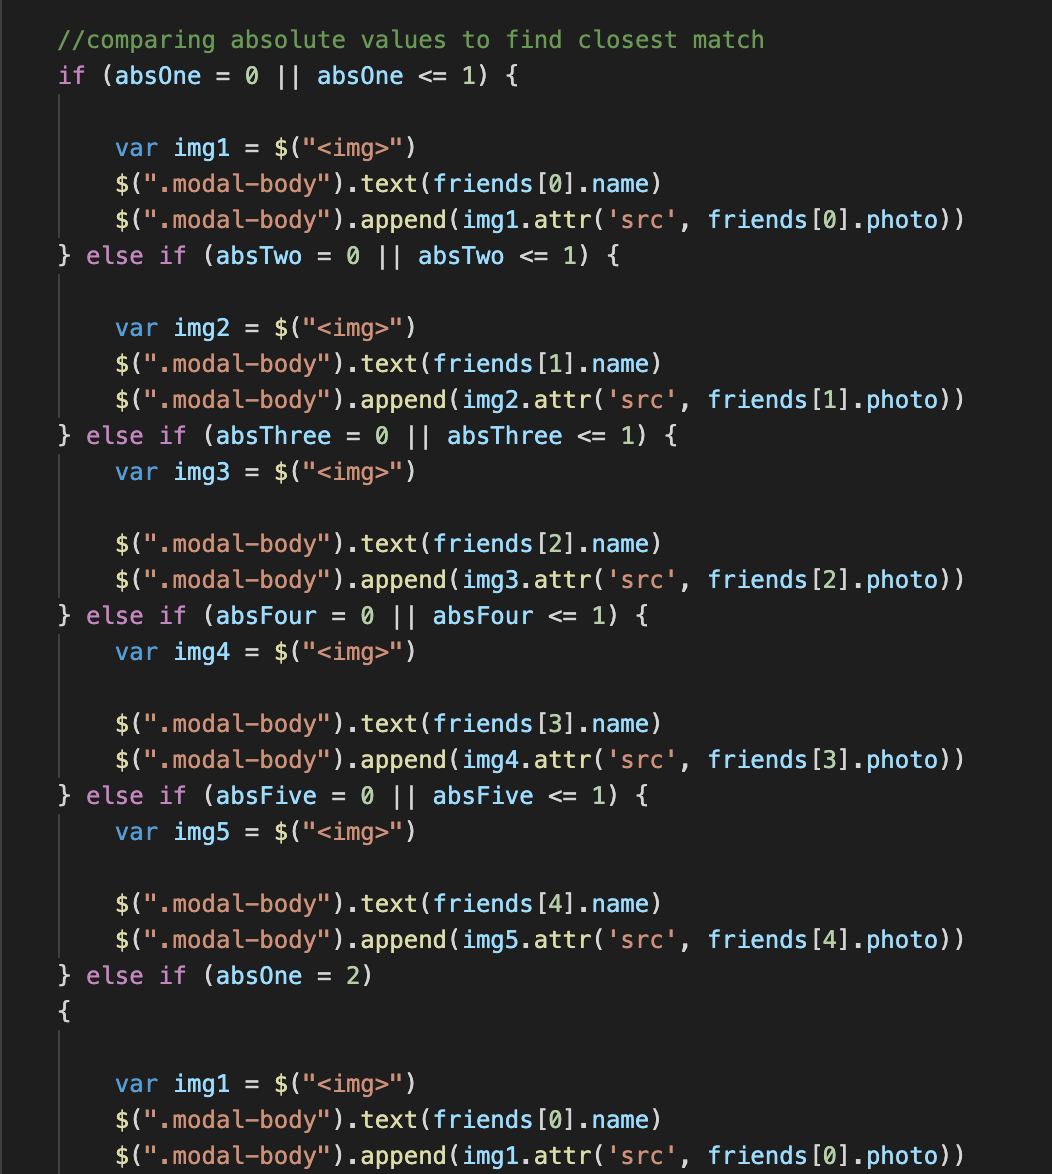 //comparing absolute values to find closest match
if (absOne = 0 || absOne <= 1) {
var img1 = $("<img>")
$(".modal-body").text(friends[0].name)
$(".modal-body").append(img1.attr('src', friends[0].photo))
} else if (absTwo = 0 || absTwo <= 1) {
var img2 = $("<img>")
$(".modal-body").text(friends[1].name)
$(".modal-body").append(img2.attr('src', friends[1].photo))
} else if (absThree = 0 || absThree <= 1) {
var img3 = $("<img>")
$(".modal-body").text(friends[2].name)
$(".modal-body").append(img3.attr('src', friends[2].photo))
} else if (absFour = 0 || absFour <= 1) {
var img4 = $("<img>")
$(".modal-body").text(friends[3].name)
$(".modal-body").append(img4.attr('src', friends[3].photo))
} else if (absFive = 0 || absFive <= 1) {
var img5 = $("<img>")
$(".modal-body").text(friends[4].name)
$(".modal-body").append(img5.attr('src', friends[4].photo))
} else if (absOne = 2)
{
var img1 = $("<img>")
$(".modal-body").text(friends[0].name)
$(".modal-body").append(img1.attr('src', friends[0].photo))